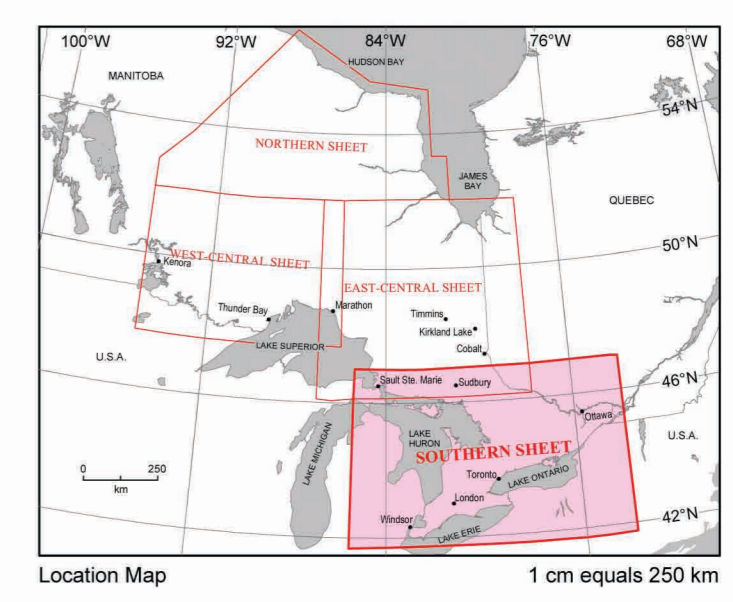 100°W
92°W
84°W
76°W
68°W
HUDSON BAY
MANITOBA
54°N
NORTHERN SHEET
JAMES
BAY
QUEBEC
50°N
WEST-CENTRAL SHEET
Kenora
EAST-CENTRAL SHEET
Thunder Bay
Marathon
Timmins
Kirkland Lake
LAKE SUPERIOR
Cobalt
U.S.A.
46°N
Sault Ste. Marie
Sudbury
Ottawa
LAKE MICHIGAN
LAKE
HURON
SOUTHERN SHEET
U.S.A.
0 250
km
Toronto
LAKE ONTARIO
London
Windsor
42°N
LAKE ERIE
Location Map
1 cm equals 250 km